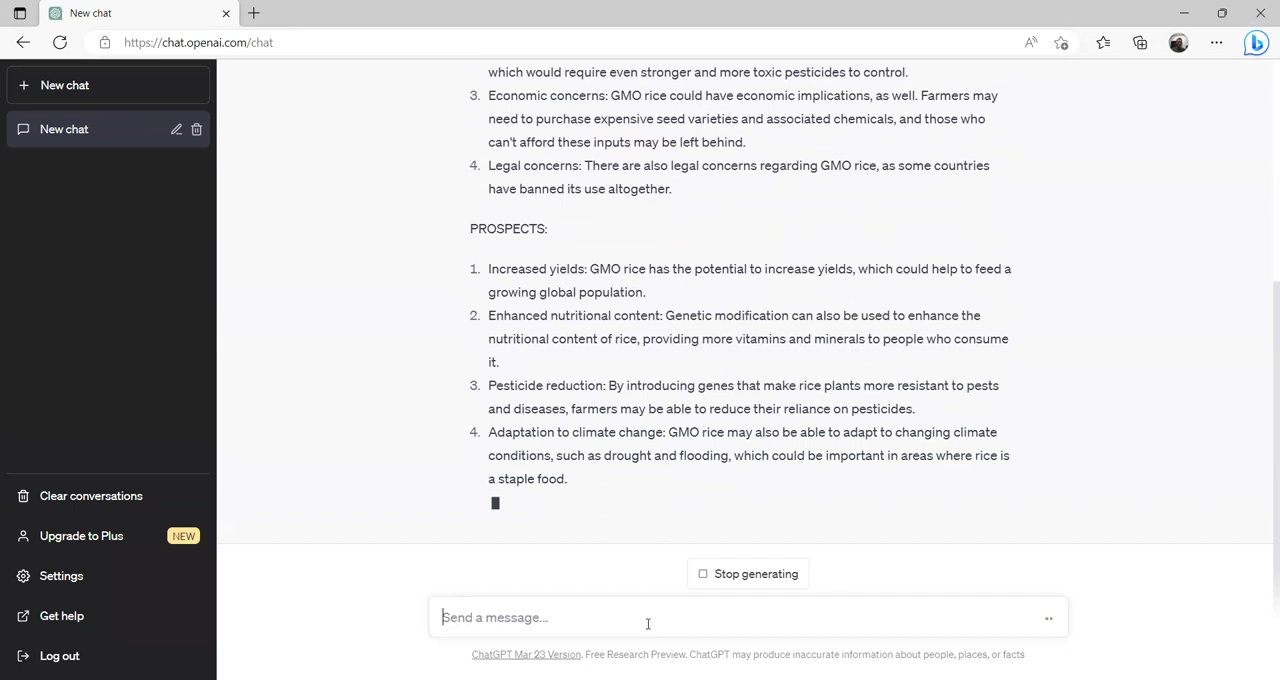 New chat
https://chat.openai.com/chat
New chat
New chat
which would require even stronger and more toxic pesticides to control.
3. Economic concerns: GMO rice could have economic implications, as well. Farmers may
need to purchase expensive seed varieties and associated chemicals, and those who
can't afford these inputs may be left behind.
4. Legal concerns: There are also legal concerns regarding GMO rice, as some countries
have banned its use altogether.
PROSPECTS:
1. Increased yields: GMO rice has the potential to increase yields, which could help to feed a
growing global population.
2. Enhanced nutritional content: Genetic modification can also be used to enhance the
nutritional content of rice, providing more vitamins and minerals to people who consume
it.
3. Pesticide reduction: By introducing genes that make rice plants more resistant to pests
and diseases, farmers may be able to reduce their reliance on pesticides.
4. Adaptation to climate change: GMO rice may also be able to adapt to changing climate
conditions, such as drought and flooding, which could be important in areas where rice is
a staple food.
Clear conversations
Upgrade to Plus NEW
Settings
Get help
Log out
Stop generating
Send a message...
ChatGPT Mar 23 Version. Free Research Preview. ChatGPT may produce inaccurate information about people, places, or facts